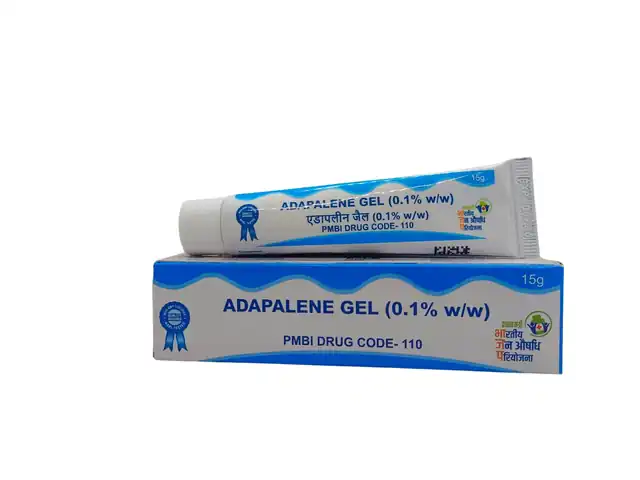 15g
ADAPALENE GEL (0.1% w/w)
एडापलीन जैल (0.1% w/w)
PMBI DRUG CODE- 110
15g
ADAPALENE GEL (0.1% w/w)
PMBI DRUG CODE- 110
प्रधानमंत्री
भारतीय
जन औषधि
परियोजना